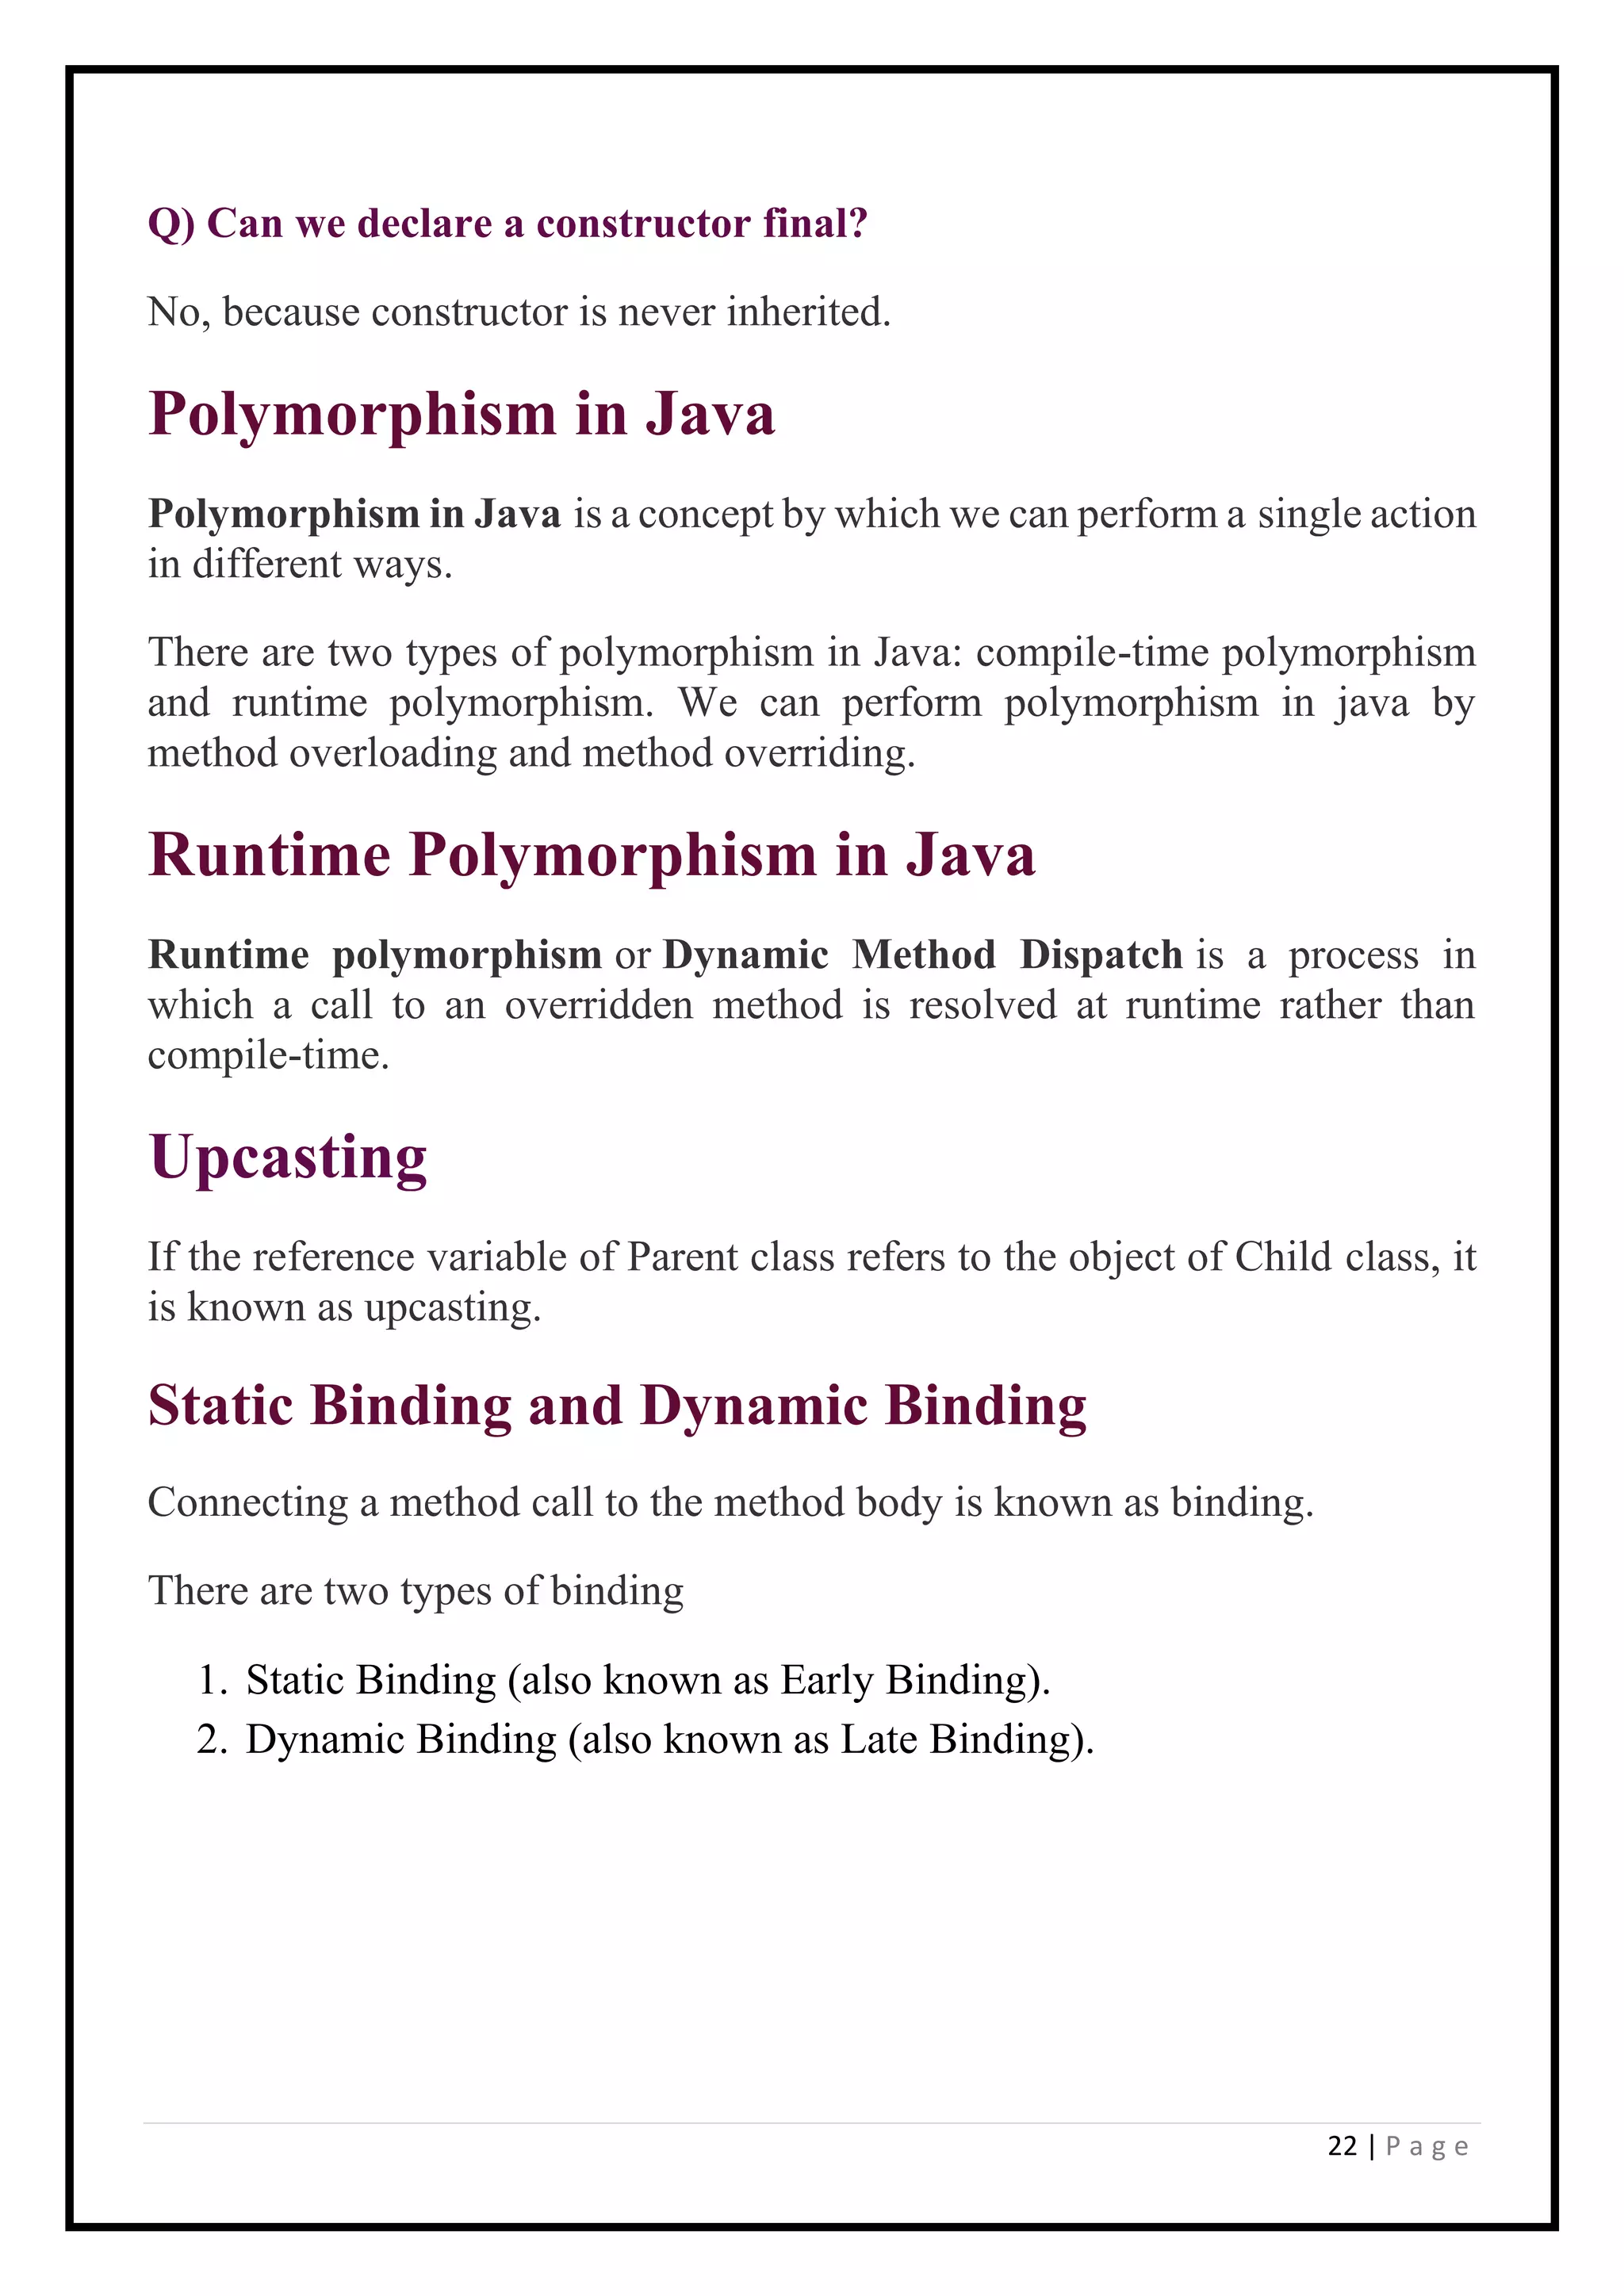 Q) Can we declare a constructor final?
No, because constructor is never inherited.
Polymorphism in Java
Polymorphism in Java is a concept by which we can perform a single action
in different ways.
There are two types of polymorphism in Java: compile-time polymorphism
and runtime polymorphism. We can perform polymorphism in java by
method overloading and method overriding.
Runtime Polymorphism in Java
Runtime polymorphism or Dynamic Method Dispatch is a process in
which a call to an overridden method is resolved at runtime rather than
compile-time.
Upcasting
If the reference variable of Parent class refers to the object of Child class, it
is known as upcasting.
Static Binding and Dynamic Binding
Connecting a method call to the method body is known as binding.
There are two types of binding
1. Static Binding (also known as Early Binding).
2. Dynamic Binding (also known as Late Binding).
22 | P a g e